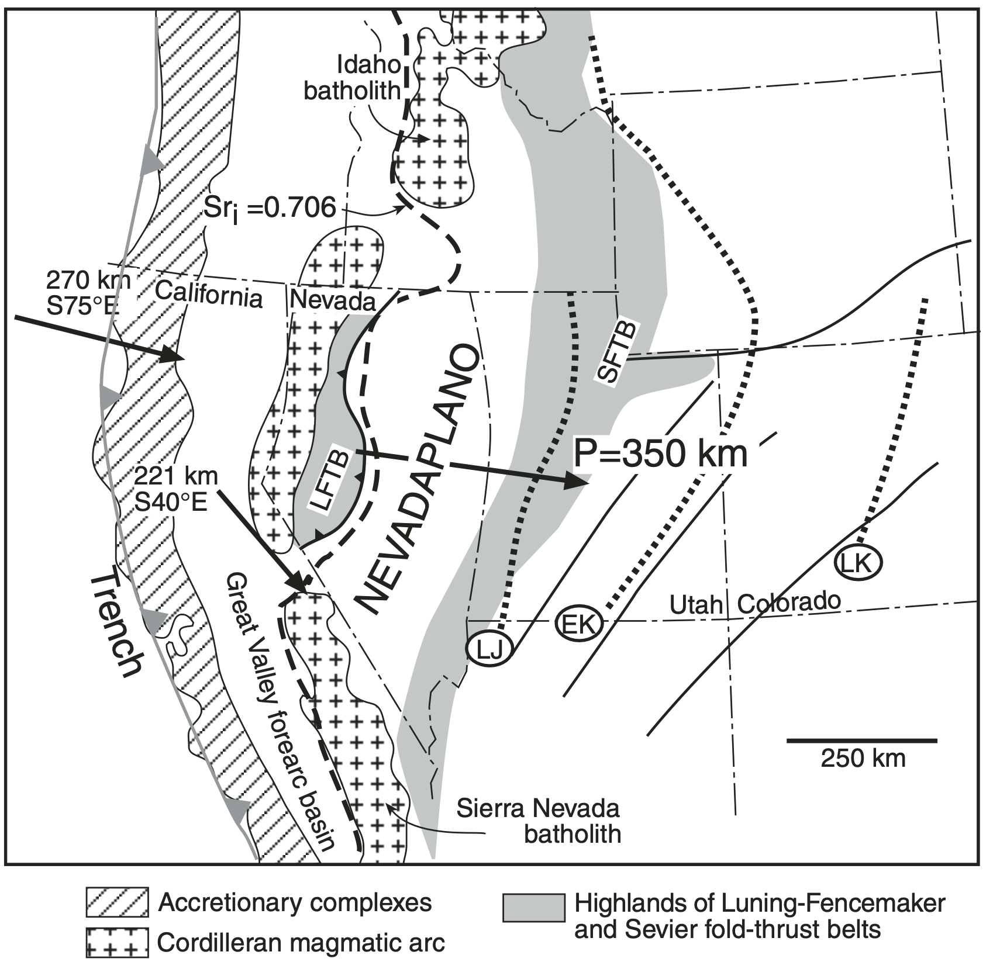 Idaho
batholith
Sri =0.706
270 km
S75°E
California
Nevada
SFTB
NEVADAPLANO
P=350 km
LFTB
221 km
S40°E
Trench
Great Valley forearc basin
LK
Utah Colorado
EK
LJ
250 km
Sierra Nevada
batholith
Accretionary complexes
Cordilleran magmatic arc
Highlands of Luning-Fencemaker
and Sevier fold-thrust belts